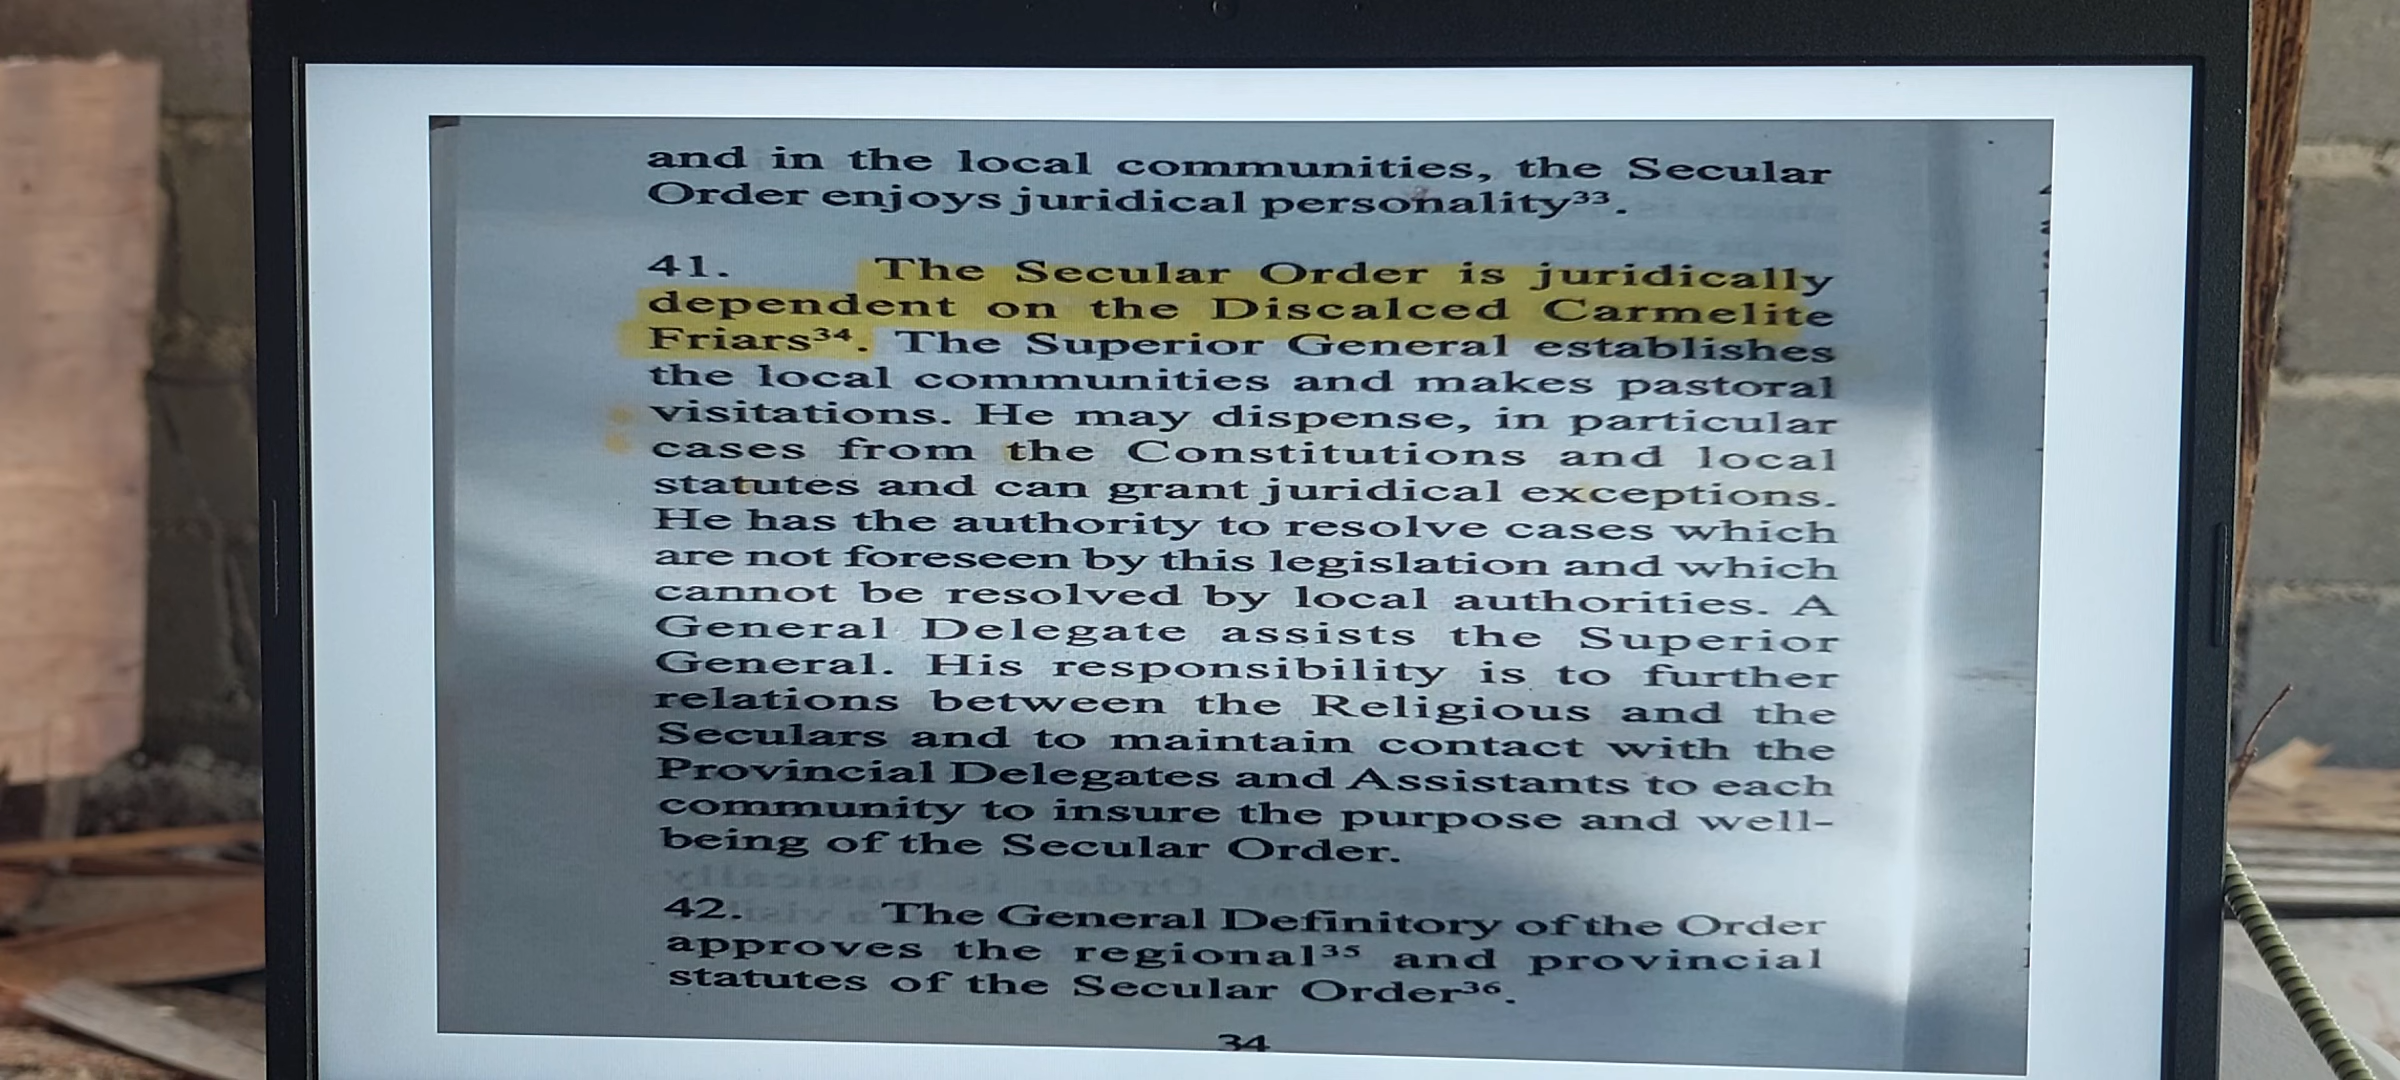 and in the local communities, the Secular
Order enjoys juridical personality³³.
41. The Secular Order is juridically
dependent on the Discalced Carmelite
Friars³⁴. The Superior General establishes
the local communities and makes pastoral
visitations. He may dispense, in particular
cases from the Constitutions and local
statutes and can grant juridical exceptions.
He has the authority to resolve cases which
are not foreseen by this legislation and which
cannot be resolved by local authorities. A
General Delegate assists the Superior
General. His responsibility is to further
relations between the Religious and the
Seculars and to maintain contact with the
Provincial Delegates and Assistants to each
community to insure the purpose and well-
being of the Secular Order.
42. The General Definitory of the Order
approves the regional³⁵ and provincial
statutes of the Secular Order³⁶.
34